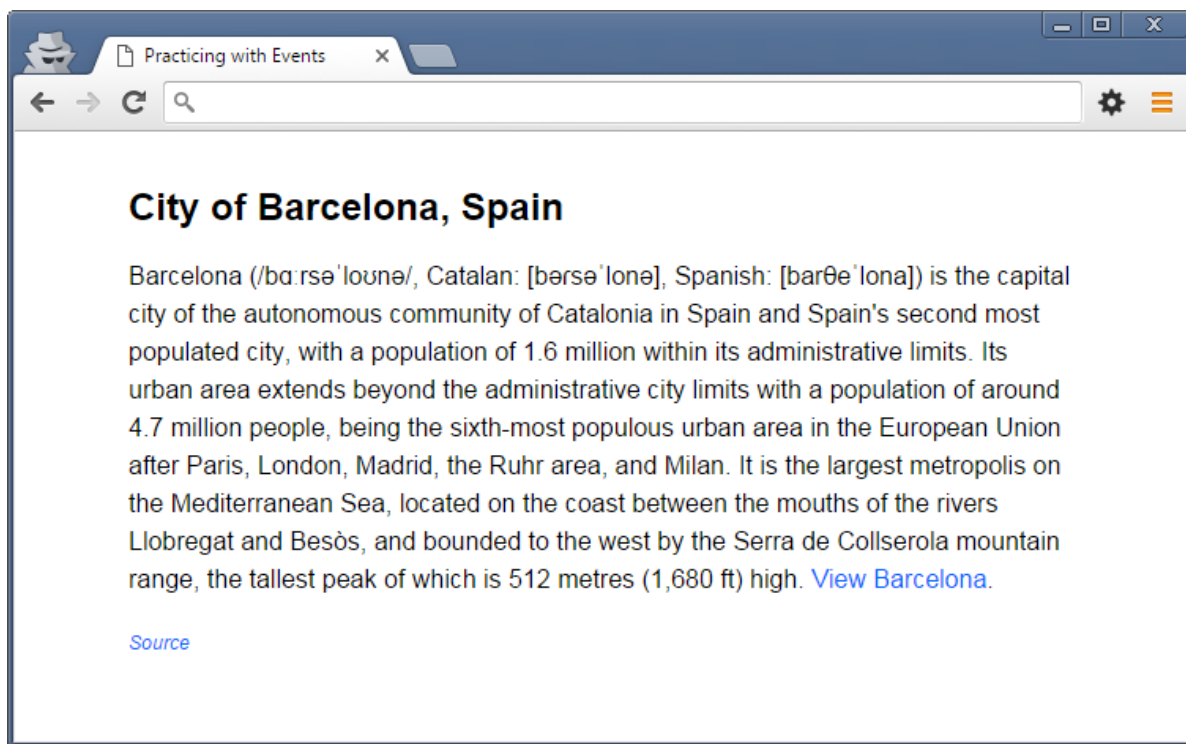 Practicing with Events
City of Barcelona, Spain
Barcelona (/bɑːrsəˈloʊnə/, Catalan: [bərsəˈlonə], Spanish: [barθeˈlona]) is the capital
city of the autonomous community of Catalonia in Spain and Spain's second most
populated city, with a population of 1.6 million within its administrative limits. Its
urban area extends beyond the administrative city limits with a population of around
4.7 million people, being the sixth-most populous urban area in the European Union
after Paris, London, Madrid, the Ruhr area, and Milan. It is the largest metropolis on
the Mediterranean Sea, located on the coast between the mouths of the rivers
Llobregat and Besòs, and bounded to the west by the Serra de Collserola mountain
range, the tallest peak of which is 512 metres (1,680 ft) high. View Barcelona.
Source